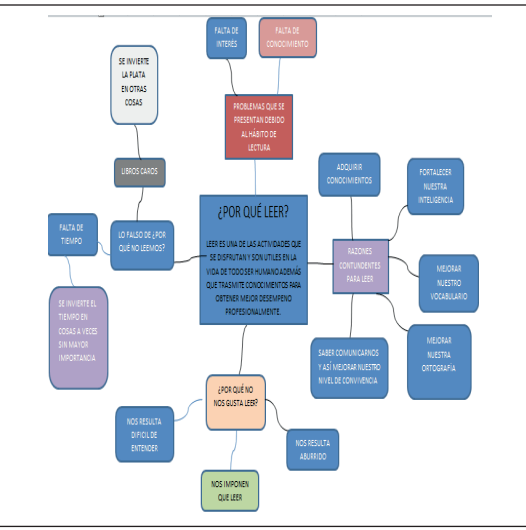 FALTA DE
INTERÉS
FALTA DE
CONOCIMIENTO
SE INVIERTE
LA PLATA
EN OTRAS
COSAS
PROBLEMAS QUE SE
PRESENTAN DEBIDO
AL HÁBITO DE
LECTURA
LIBROS CAROS
ADQUIRIR
CONOCIMIENTOS
FORTALECER
NUESTRA
INTELIGENCIA
¿POR QUÉ LEER?
LEER ES UNA DE LAS ACTIVIDADES QUE
SE DISFRUTAN Y SON UTILES EN LA
VIDA DE TODO SER HUMANO ADEMÁS
QUE TRASMITE CONOCIMIENTOS PARA
OBTENER MEJOR DESEMPEÑO
PROFESIONALMENTE.
FALTA DE
TIEMPO
LO FALSO DE ¿POR
QUÉ NO LEEMOS?
RAZONES
CONTUNDENTES
PARA LEER
MEJORAR
NUESTRO
VOCABULARIO
SE INVIERTE EL
TIEMPO EN
COSAS A VECES
SIN MAYOR
IMPORTANCIA
SABER COMUNICARNOS
Y ASÍ MEJORAR NUESTRO
NIVEL DE CONVIVENCIA
MEJORAR
NUESTRA
ORTOGRAFÍA
¿POR QUÉ NO
NOS GUSTA LEER?
NOS RESULTA
DIFICIL DE
ENTENDER
NOS RESULTA
ABURRIDO
NOS IMPONEN
QUE LEER